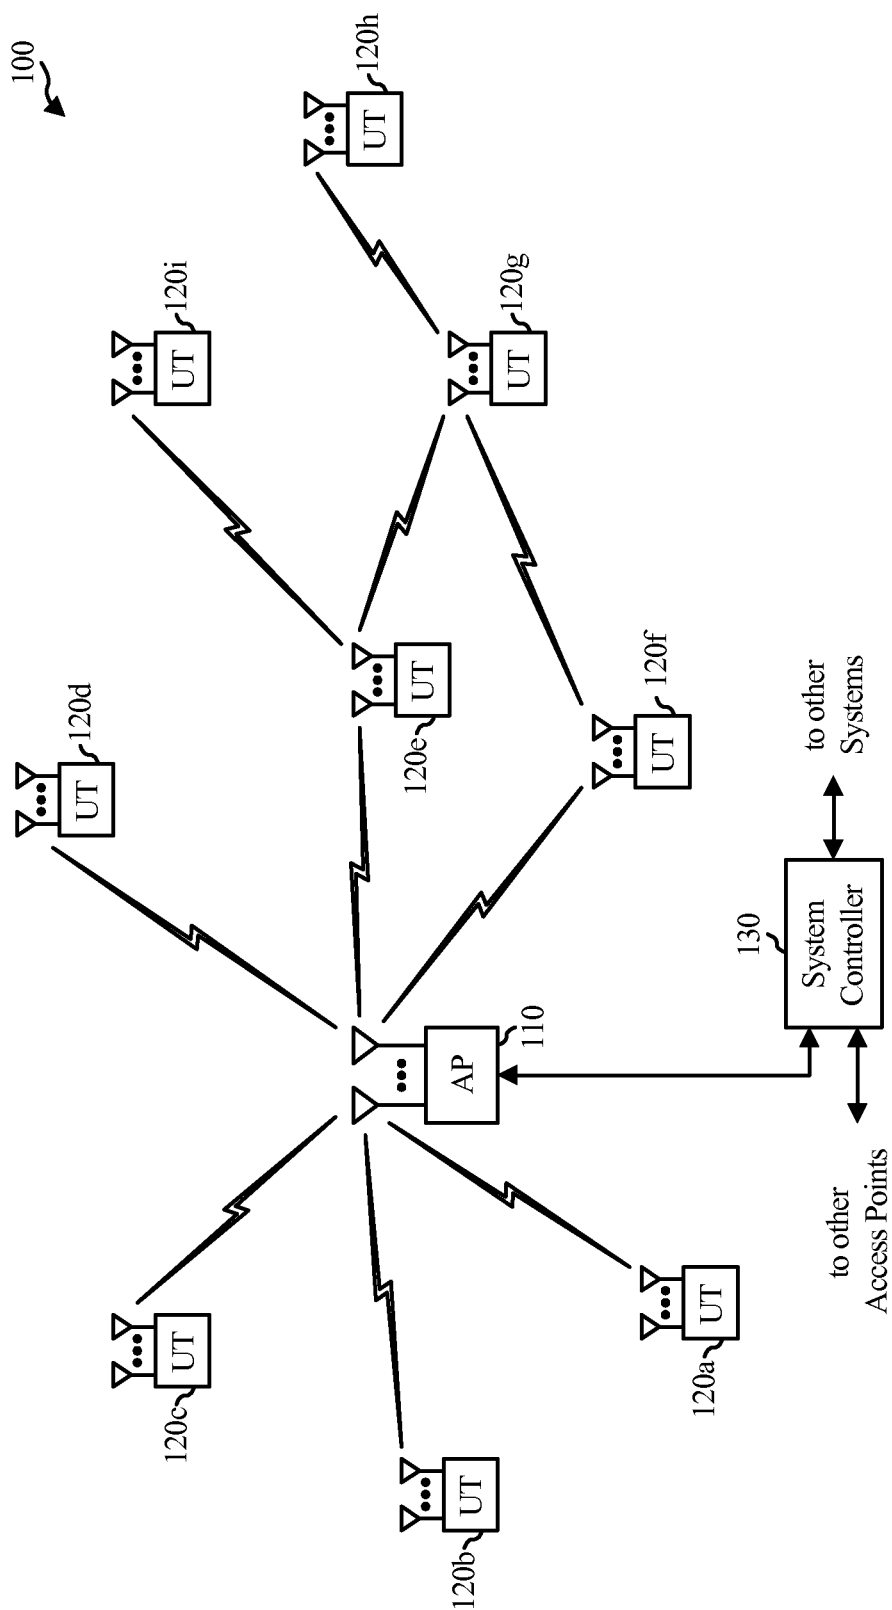 100
120d
UT
120i
UT
120c
UT
120h
UT
120e
UT
120b
UT
AP
110
120g
UT
120f
UT
120a
UT
130
System
Controller
to other
Systems
to other
Access Points